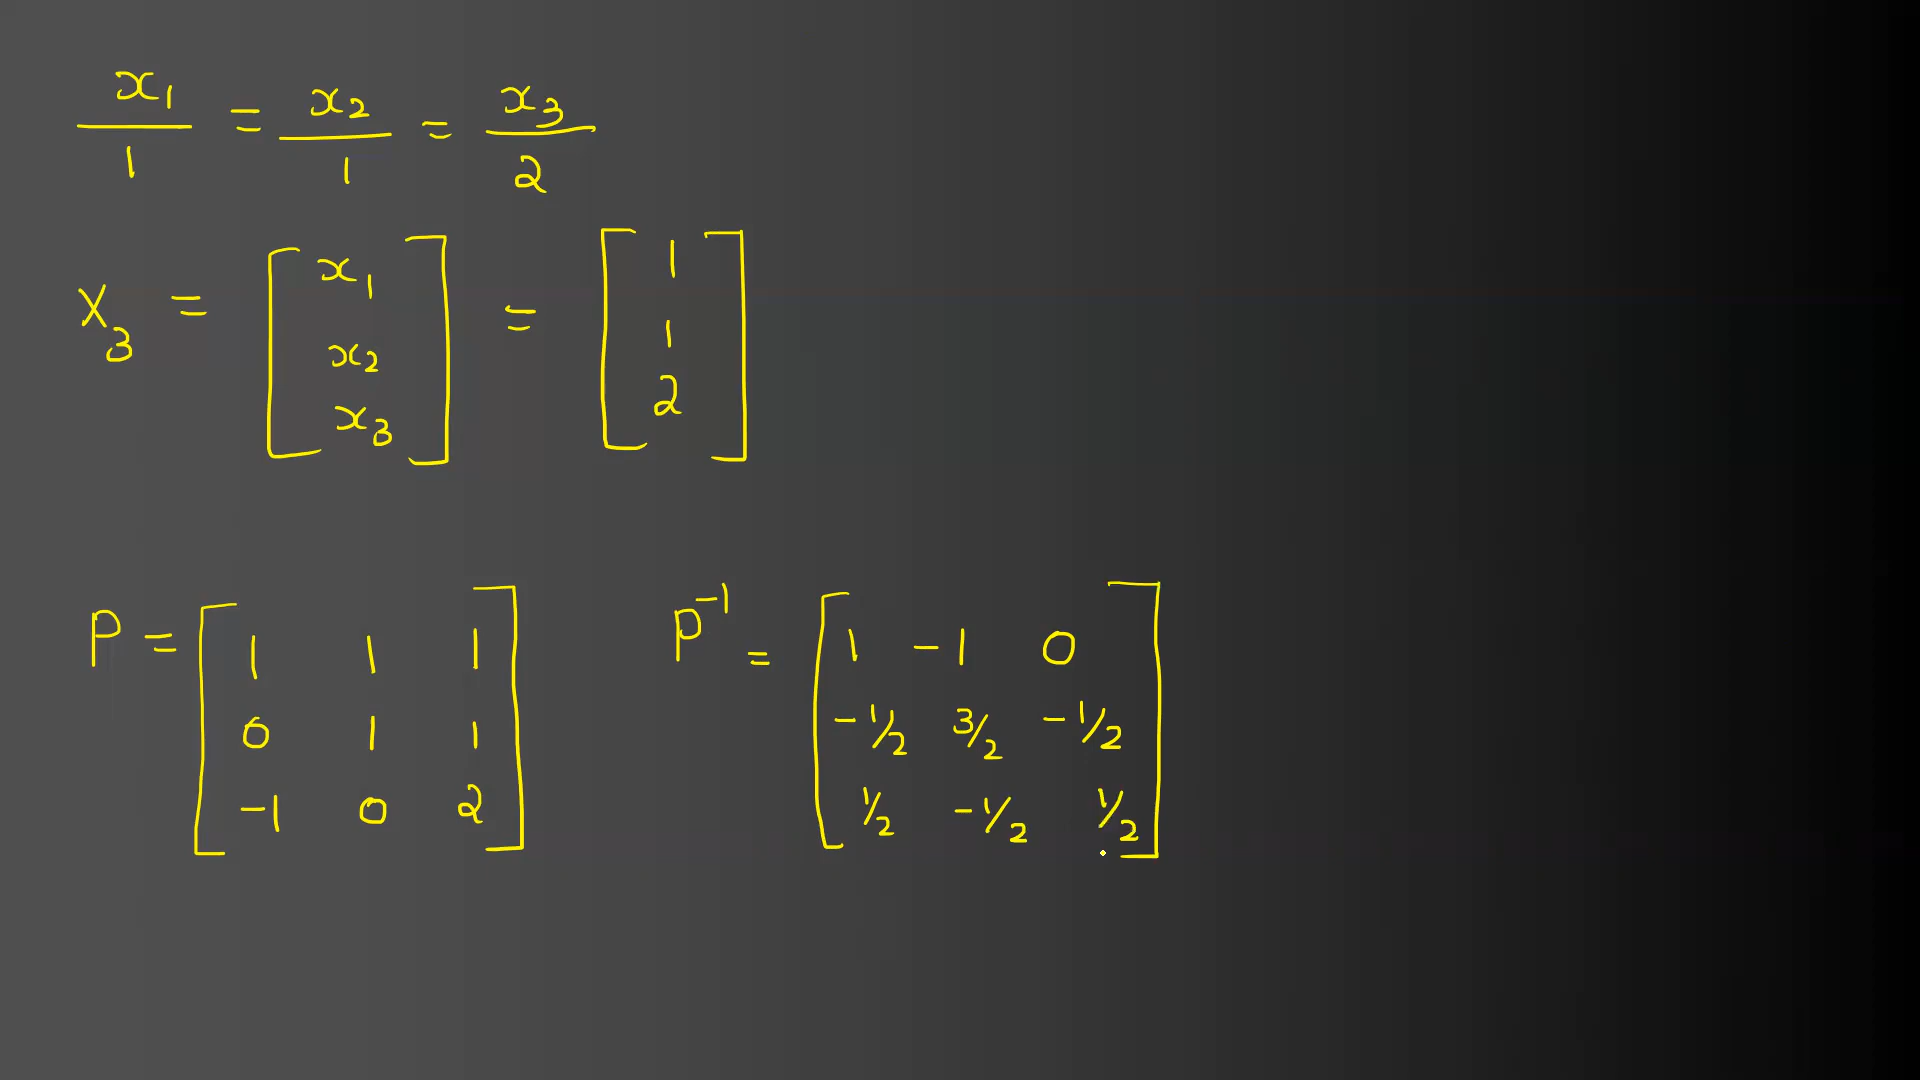 x₁/1 = x₂/1 = x₃/2
X₃ = [x₁ x₂ x₃] = [1 1 2]
P = [1 1 1
0 1 1
-1 0 2]
P⁻¹ = [1 -1 0
-1/2 3/2 -1/2
1/2 -1/2 1/2]